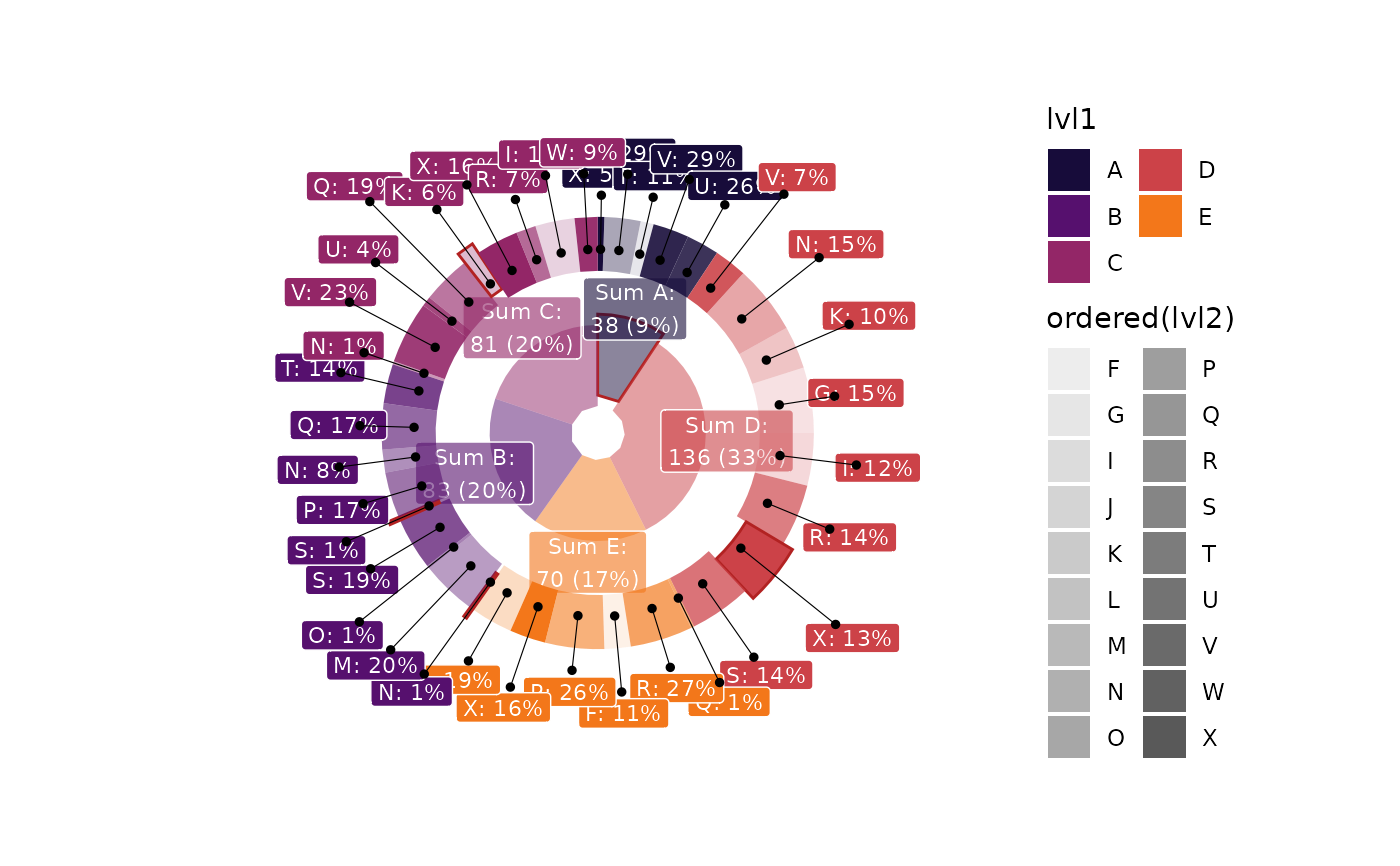 I: 1
W: 9%
29
V: 29%
X: 16%
R: 7%
X: 5
11%
U: 26
V: 7%
Q: 19%
K: 6%
U: 4%
N: 15%
V: 23%
K: 10%
N: 1%
T: 14%
G: 15%
Q: 17%
N: 8%
I: 12%
P: 17%
R: 14%
S: 1%
S: 19%
O: 1%
X: 13%
M: 20%
S: 14%
N: 1%
19%
X: 16%
P: 26%
F: 11%
R: 27%
Q: 1%
Sum C:
81 (20%)
Sum A:
38 (9%)
Sum D:
136 (33%)
Sum B:
83 (20%)
Sum E:
70 (17%)
lvl1
A
D
B
E
C
ordered(lvl2)
F
P
G
Q
I
R
J
S
K
T
L
U
M
V
N
W
O
X